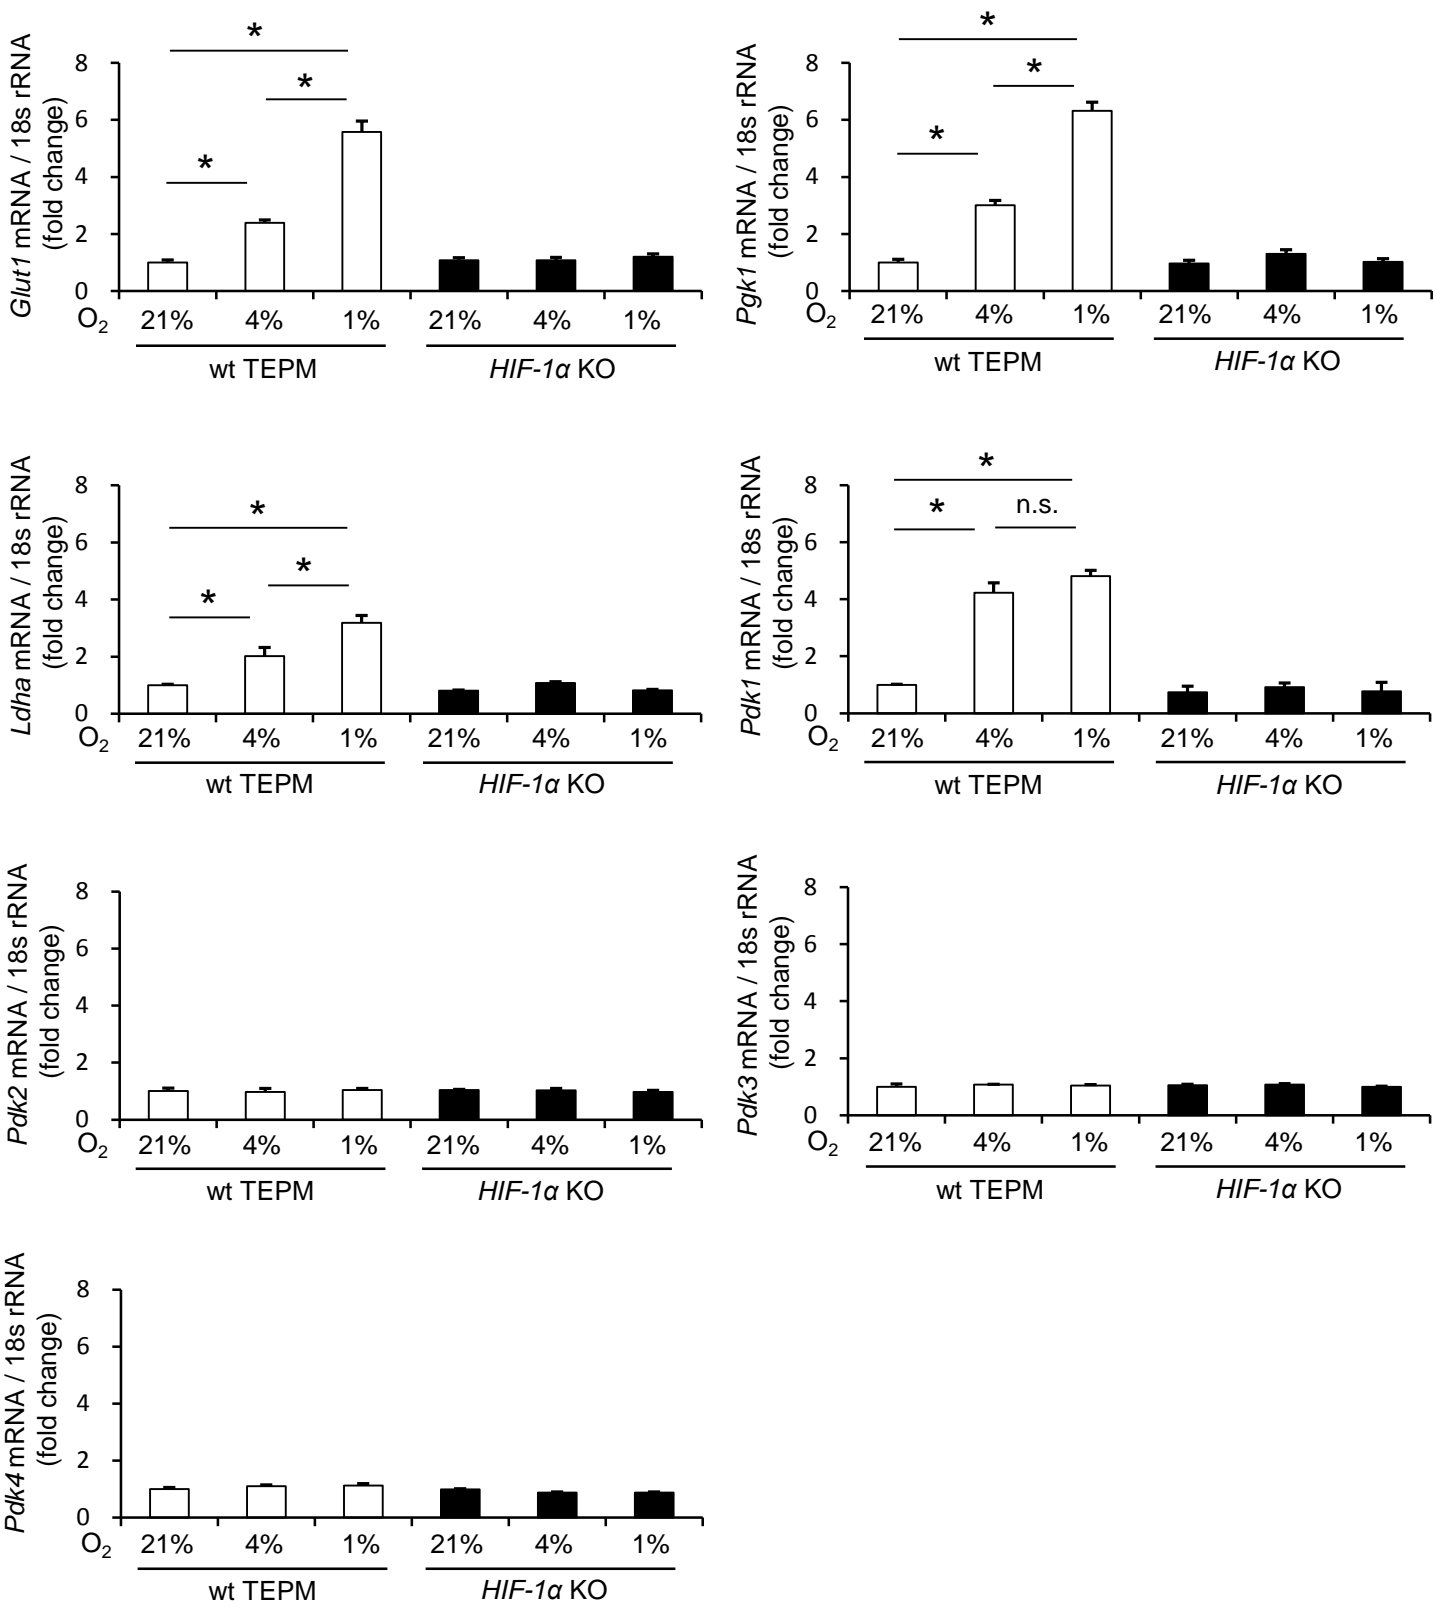 *
*
*
Glut1 mRNA / 18s rRNA
(fold change)
8
6
4
2
0
O2 21% 4% 1% 21% 4% 1%
wt TEPM HIF-1α KO
*
*
*
Pgk1 mRNA / 18s rRNA
(fold change)
8
6
4
2
0
O2 21% 4% 1% 21% 4% 1%
wt TEPM HIF-1α KO
*
*
*
Ldha mRNA / 18s rRNA
(fold change)
8
6
4
2
0
O2 21% 4% 1% 21% 4% 1%
wt TEPM HIF-1α KO
*
* n.s.
Pdk1 mRNA / 18s rRNA
(fold change)
8
6
4
2
0
O2 21% 4% 1% 21% 4% 1%
wt TEPM HIF-1α KO
Pdk2 mRNA / 18s rRNA
(fold change)
8
6
4
2
0
O2 21% 4% 1% 21% 4% 1%
wt TEPM HIF-1α KO
Pdk3 mRNA / 18s rRNA
(fold change)
8
6
4
2
0
O2 21% 4% 1% 21% 4% 1%
wt TEPM HIF-1α KO
Pdk4 mRNA / 18s rRNA
(fold change)
8
6
4
2
0
O2 21% 4% 1% 21% 4% 1%
wt TEPM HIF-1α KO